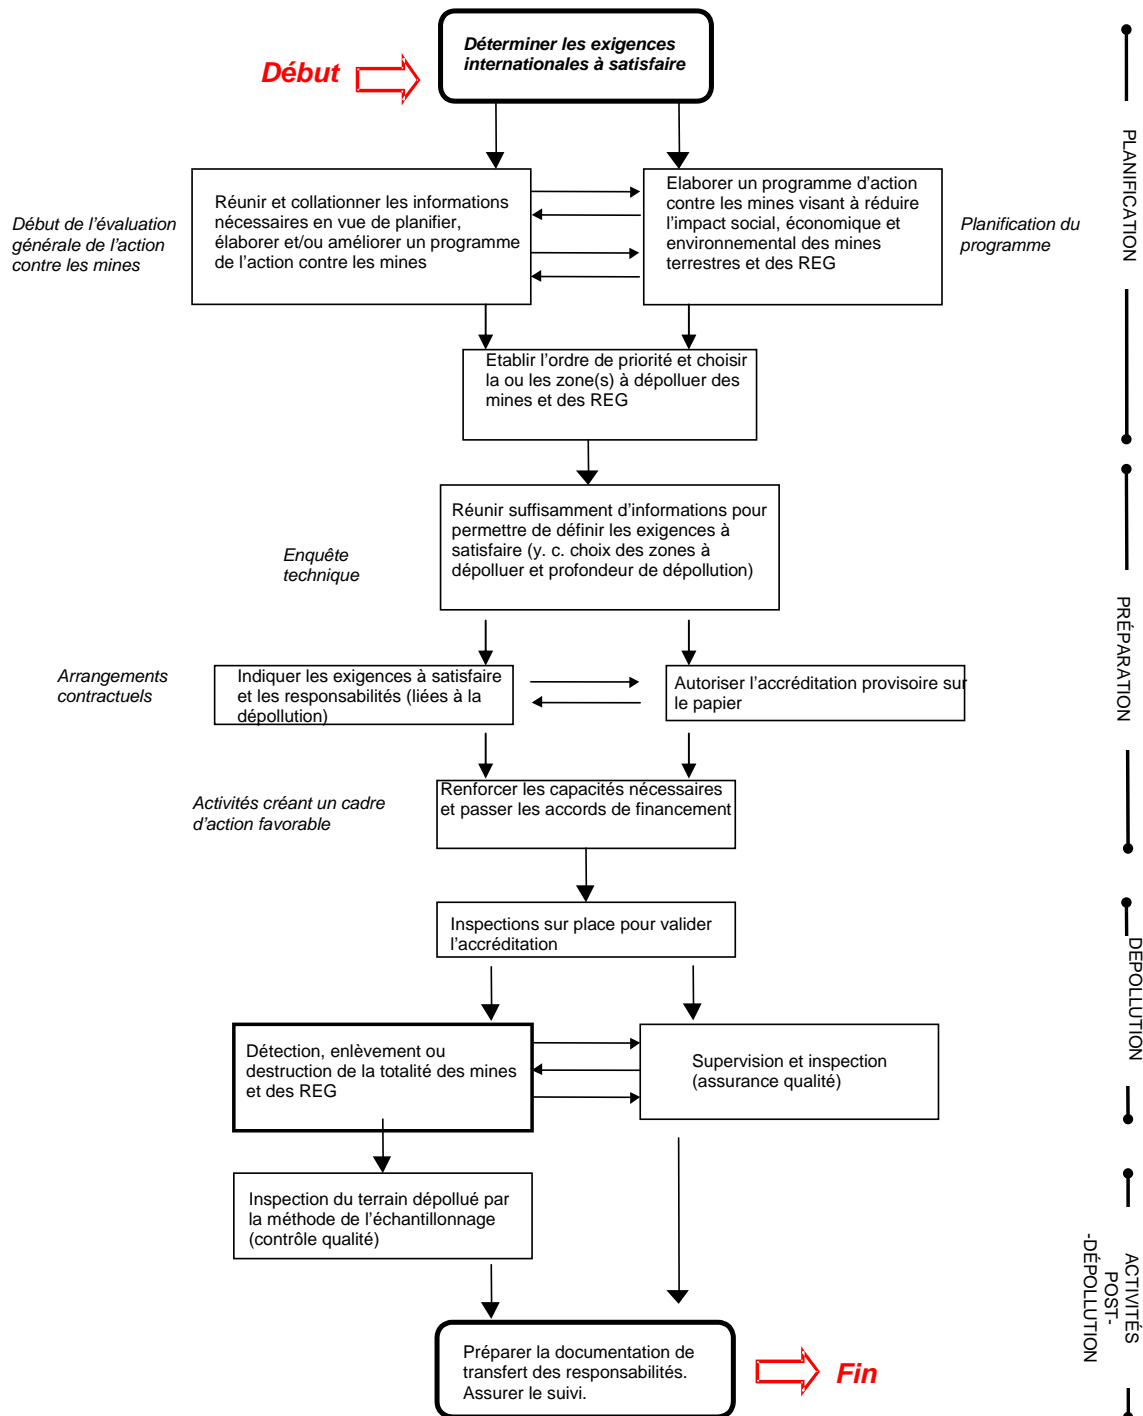 Déterminer les exigences
internationales à satisfaire
Début
PLANIFICATION
Début de l'évaluation
générale de l'action
contre les mines
Réunir et collationner les informations
nécessaires en vue de planifier,
élaborer et/ou améliorer un programme
de l'action contre les mines
Elaborer un programme d'action
contre les mines visant à réduire
l'impact social, économique et
environnemental des mines
terrestres et des REG
Planification du
programme
Etablir l'ordre de priorité et choisir
la ou les zone(s) à dépolluer des
mines et des REG
PRÉPARATION
Enquête
technique
Réunir suffisamment d'informations pour
permettre de définir les exigences à
satisfaire (y. c. choix des zones à
dépolluer et profondeur de dépollution)
Arrangements
contractuels
Indiquer les exigences à satisfaire
et les responsabilités (liées à la
dépollution)
Autoriser l'accréditation provisoire sur
le papier
Activités créant un cadre
d'action favorable
Renforcer les capacités nécessaires
et passer les accords de financement
DEPOLLUTION
Inspections sur place pour valider
l'accréditation
Détection, enlèvement ou
destruction de la totalité des mines
et des REG
Supervision et inspection
(assurance qualité)
ACTIVITÉS
POST-
-DÉPOLLUTION
Inspection du terrain dépollué par
la méthode de l'échantillonnage
(contrôle qualité)
Préparer la documentation de
transfert des responsabilités.
Assurer le suivi.
Fin